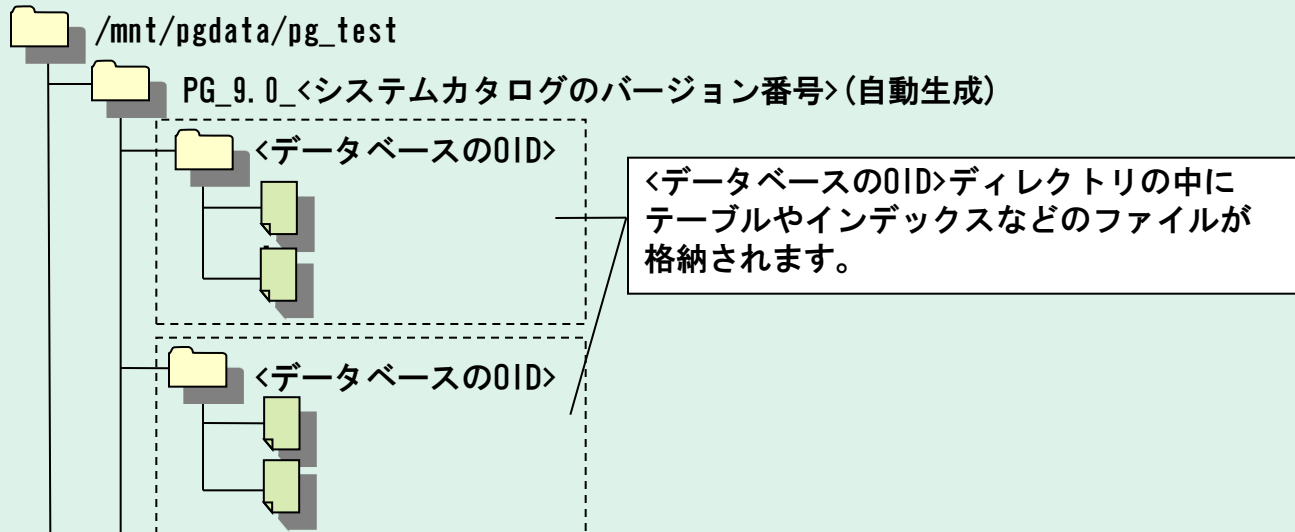 /mnt/pgdata/pg_test
PG_9.0_<システムカタログのバージョン番号>(自動生成)
<データベースのOID>
<データベースのOID>ディレクトリの中に
テーブルやインデックスなどのファイルが
格納されます。
<データベースのOID>